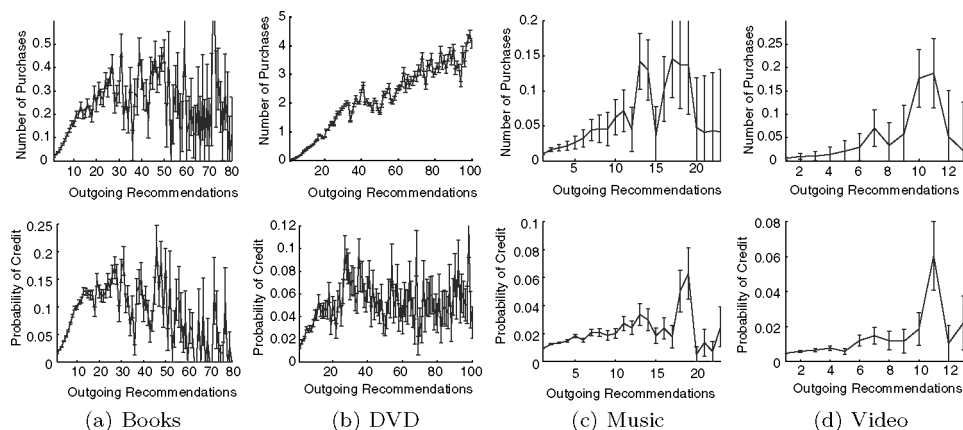 Number of Purchases
0.5
0.4
0.3
0.2
0.1
0
10 20 30 40 50 60 70 80
Outgoing Recommendations
Number of Purchases
5
4
3
2
1
0
20 40 60 80 100
Outgoing Recommendations
Number of Purchases
0.2
0.15
0.1
0.05
0
5 10 15 20
Outgoing Recommendations
Number of Purchases
0.25
0.20
0.15
0.10
0.05
0
2 4 6 8 10 12
Outgoing Recommendations
Probability of Credit
0.25
0.20
0.15
0.10
0.05
0
10 20 30 40 50 60 70 80
Outgoing Recommendations
Probability of Credit
0.12
0.1
0.08
0.06
0.04
0.02
0
20 40 60 80 100
Outgoing Recommendations
Probability of Credit
0.1
0.08
0.06
0.04
0.02
0
5 10 15 20
Outgoing Recommendations
Probability of Credit
0.08
0.06
0.04
0.02
0
2 4 6 8 10 12
Outgoing Recommendations
(a) Books
(b) DVD
(c) Music
(d) Video